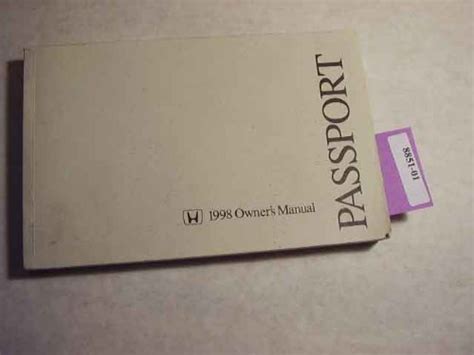 1998 Owner's Manual
PASSPORT
8851-01